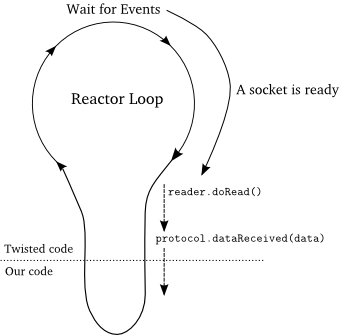 Wait for Events
A socket is ready
Reactor Loop
reader.doRead()
protocol.dataReceived(data)
Twisted code
Our code